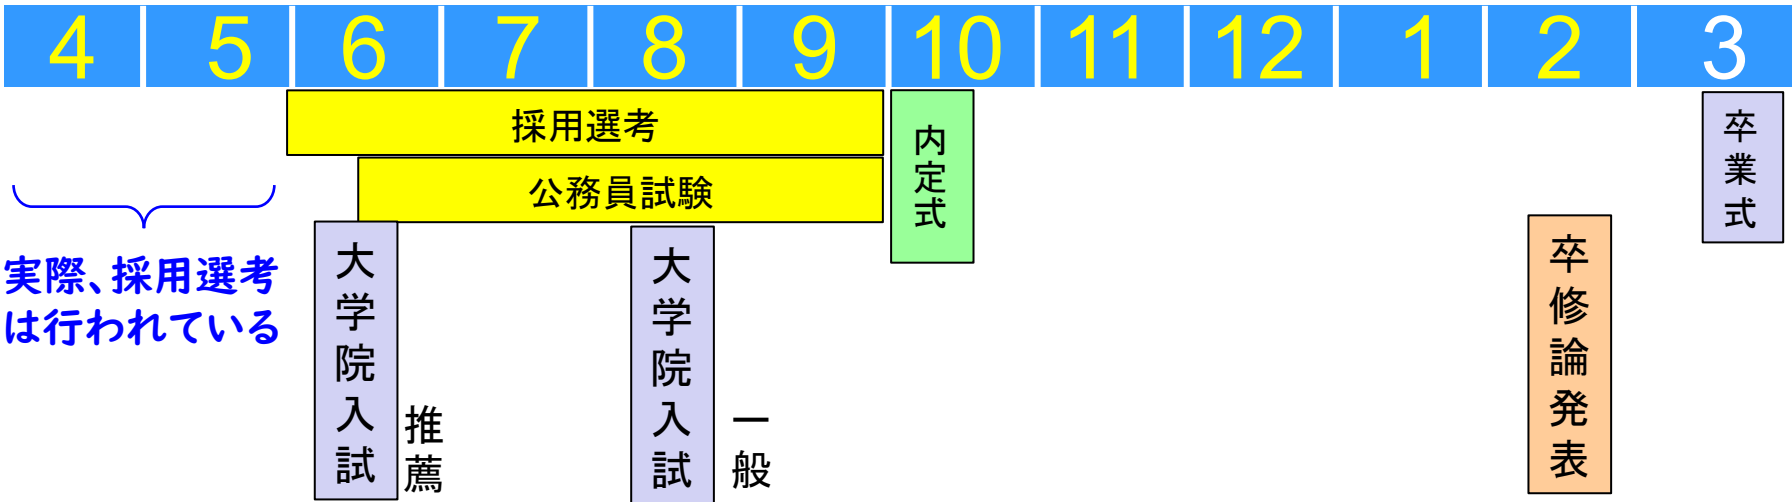 4 5 6 7 8 9 10 11 12 1 2 3
採用選考
公務員試験
内定式
卒業式
実際、採用選考
は行われている
大学院入試
推薦
大学院入試
一般
卒修論発表